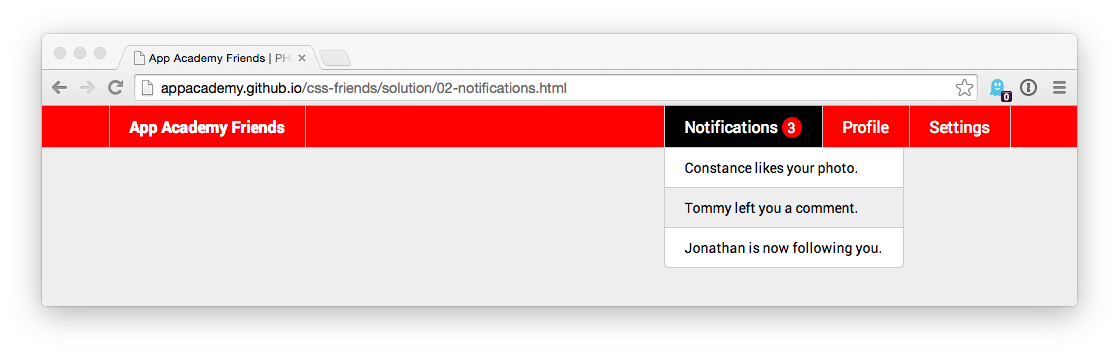 App Academy Friends | PH
appacademy.github.io/css-friends/solution/02-notifications.html
0
App Academy Friends Notifications 3 Profile Settings
Constance likes your photo.
Tommy left you a comment.
Jonathan is now following you.